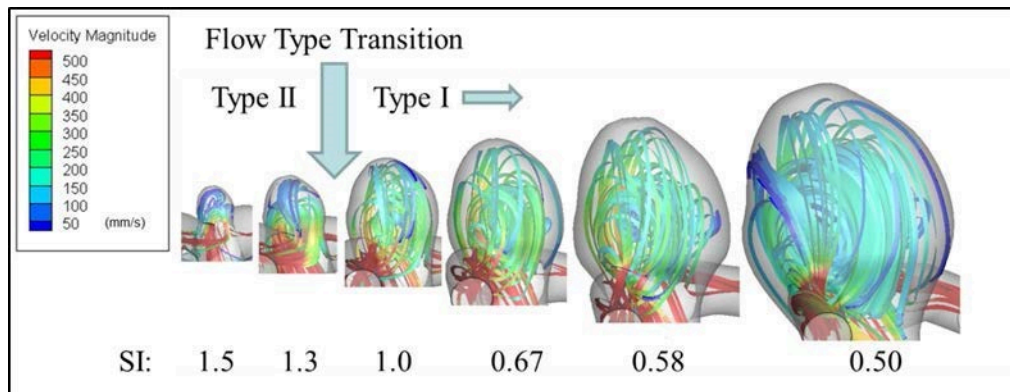 Velocity Magnitude
500
450
400
350
300
250
200
150
100
50
(mm/s)
Flow Type Transition
Type II
Type I
SI: 1.5 1.3 1.0 0.67 0.58 0.50